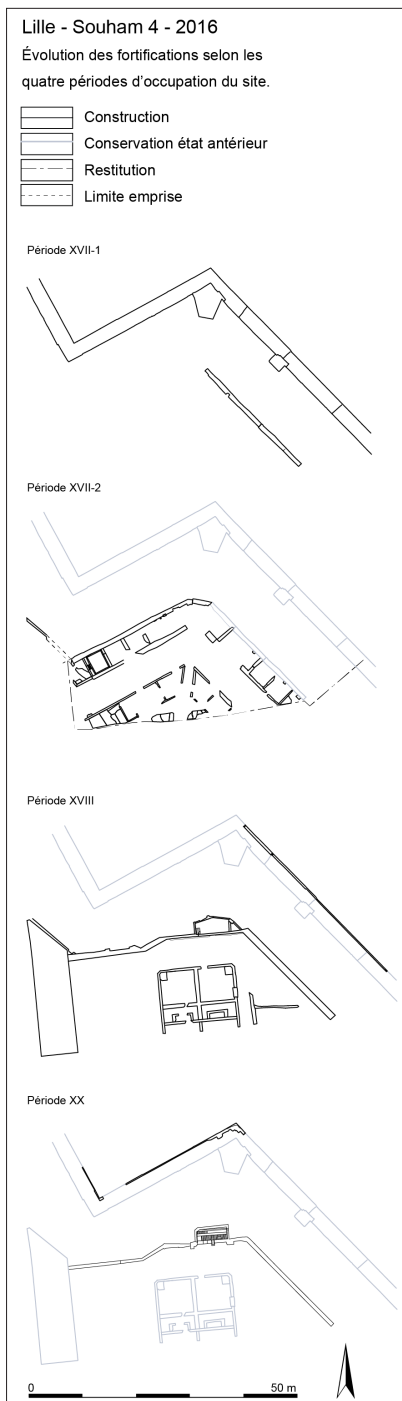 Lille - Souham 4 - 2016
Évolution des fortifications selon les
quatre périodes d'occupation du site.
Construction
Conservation état antérieur
Restitution
Limite emprise
Période XVII-1
Période XVII-2
Période XVIII
Période XX
0 50 m